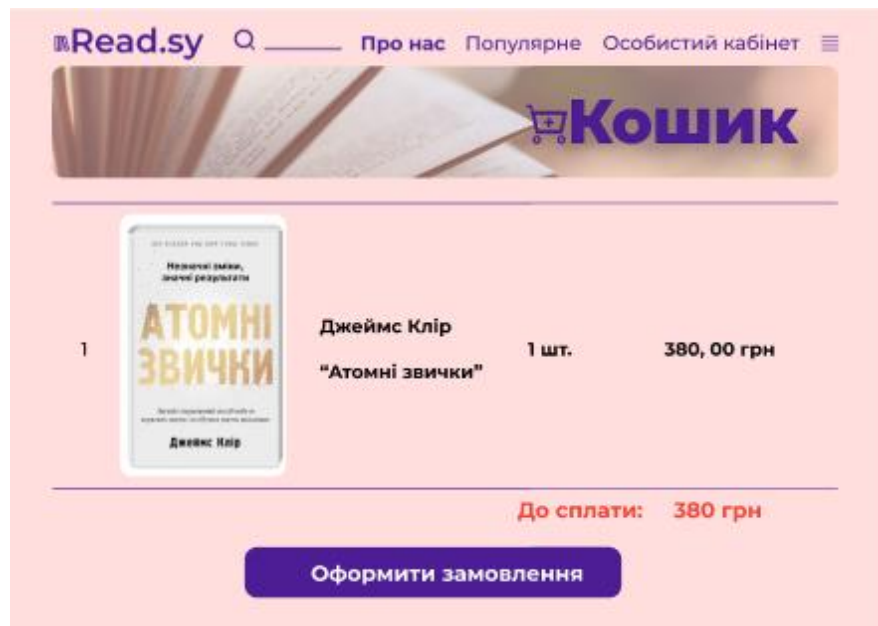 Read.sy Про нас Популярне Особистий кабінет
Кошик
Незначні зміни,
значні результати
АТОМНІ
ЗВИЧКИ
Джеймс Клір
1
Джеймс Клір
“Атомні звички”
1 шт.
380, 00 грн
До сплати: 380 грн
Оформити замовлення